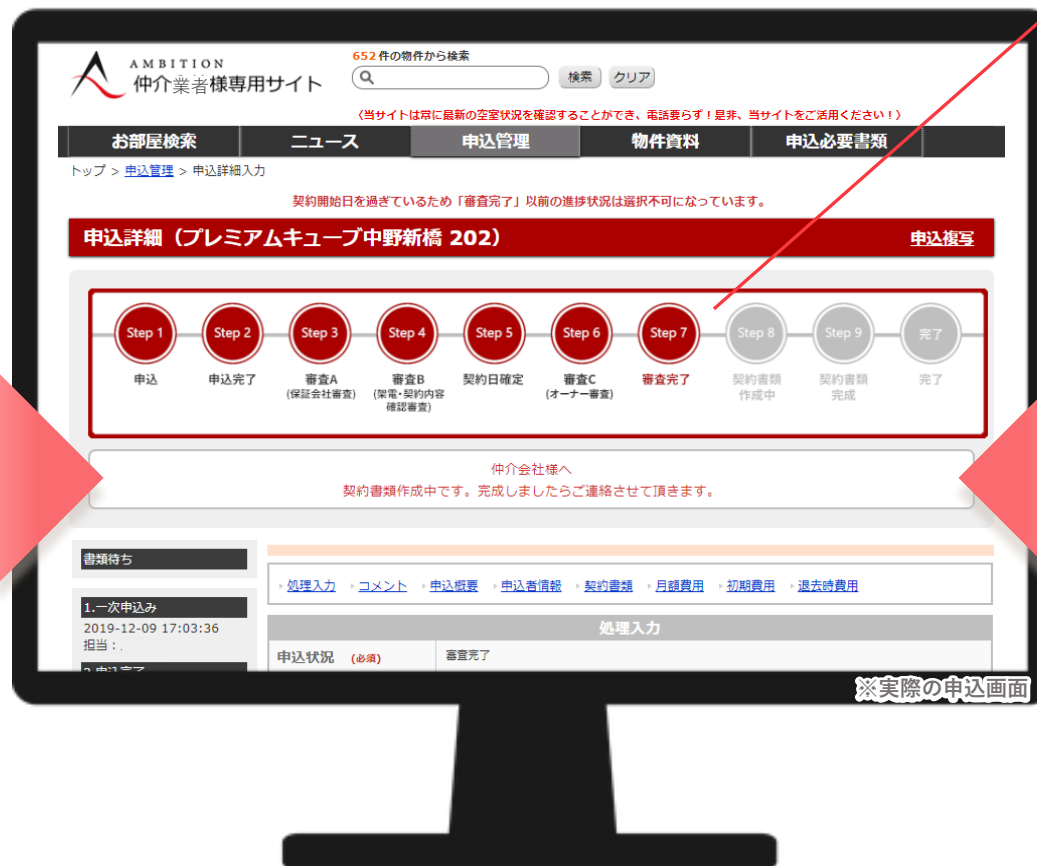 AMBITION
仲介業者様専用サイト
652件の物件から検索
検索 クリア
〈当サイトは常に最新の空室状況を確認することができ、電話要らず！是非、当サイトをご活用ください！〉
お部屋検索 ニュース 申込管理 物件資料 申込必要書類
トップ > 申込管理 > 申込詳細入力
契約開始日を過ぎているため「審査完了」以前の進捗状況は選択不可になっています。
申込詳細（プレミアムキューブ中野新橋 202） 申込複写
Step 1 Step 2 Step 3 Step 4 Step 5 Step 6 Step 7 Step 8 Step 9 完了
申込 申込完了 審査A 審査B 契約日確定 審査C 審査完了 契約書類 契約書類 完了
(保証会社審査) (架電・契約内容 (オーナー審査) 作成中 完成
確認審査)
仲介会社様へ
契約書類作成中です。完成しましたらご連絡させて頂きます。
書類待ち
処理入力 コメント 申込概要 申込者情報 契約書類 月額費用 初期費用 退去時費用
1.一次申込み
2019-12-09 17:03:36
担当：
処理入力
申込状況 (必須) 審査完了
2.申込完了
※実際の申込画面